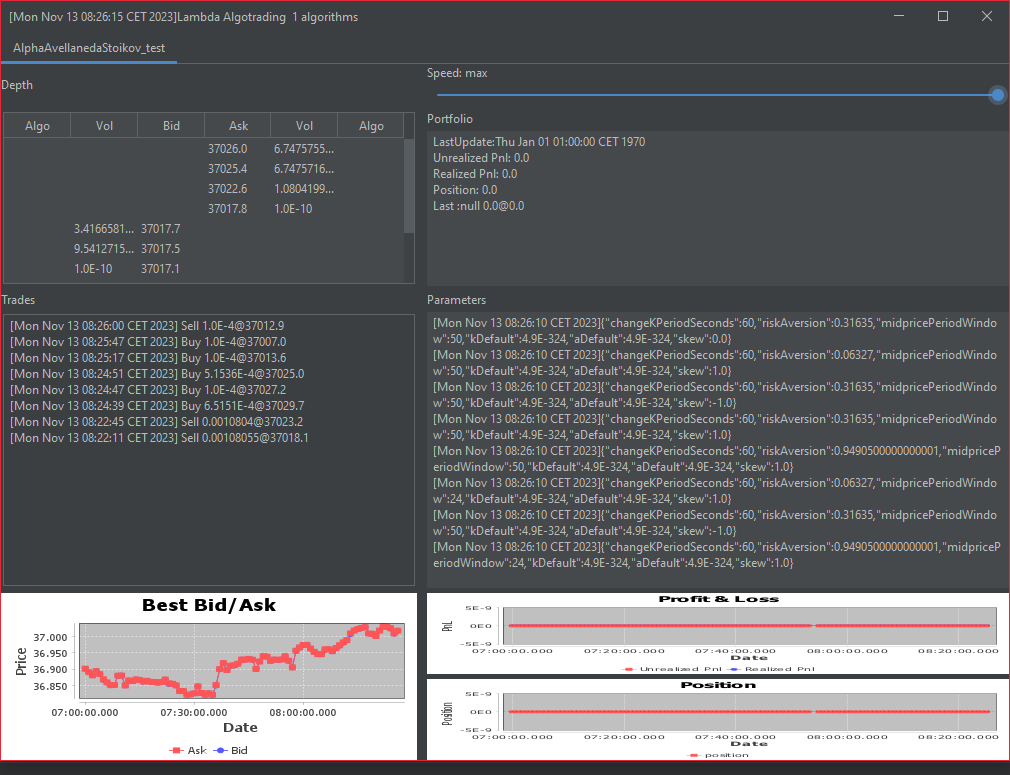 [Mon Nov 13 08:26:15 CET 2023]Lambda Algotrading 1 algorithms
AlphaAvellanedaStoikov_test
Depth
Algo Vol Bid Ask Vol Algo
37026.0 6.7475755...
37025.4 6.7475716...
37022.6 1.0804199...
37017.8 1.0E-10
3.4166581... 37017.7
9.5412715... 37017.5
1.0E-10 37017.1
Speed: max
Portfolio
LastUpdate:Thu Jan 01 01:00:00 CET 1970
Unrealized Pnl: 0.0
Realized Pnl: 0.0
Position: 0.0
Last :null 0.0@0.0
Trades
[Mon Nov 13 08:26:00 CET 2023] Sell 1.0E-4@37012.9
[Mon Nov 13 08:25:47 CET 2023] Buy 1.0E-4@37007.0
[Mon Nov 13 08:25:17 CET 2023] Buy 1.0E-4@37013.6
[Mon Nov 13 08:24:51 CET 2023] Buy 5.1536E-4@37025.0
[Mon Nov 13 08:24:47 CET 2023] Buy 1.0E-4@37027.2
[Mon Nov 13 08:24:39 CET 2023] Buy 6.5151E-4@37029.7
[Mon Nov 13 08:22:45 CET 2023] Sell 0.0010804@37023.2
[Mon Nov 13 08:22:11 CET 2023] Sell 0.00108055@37018.1
Parameters
[Mon Nov 13 08:26:10 CET 2023]{"changeKPeriodSeconds":60,"riskAversion":0.31635,"midpricePeriodWindo
w":50,"kDefault":4.9E-324,"aDefault":4.9E-324,"skew":0.0}
[Mon Nov 13 08:26:10 CET 2023]{"changeKPeriodSeconds":60,"riskAversion":0.06327,"midpricePeriodWindo
w":50,"kDefault":4.9E-324,"aDefault":4.9E-324,"skew":1.0}
[Mon Nov 13 08:26:10 CET 2023]{"changeKPeriodSeconds":60,"riskAversion":0.31635,"midpricePeriodWindo
w":50,"kDefault":4.9E-324,"aDefault":4.9E-324,"skew":-1.0}
[Mon Nov 13 08:26:10 CET 2023]{"changeKPeriodSeconds":60,"riskAversion":0.31635,"midpricePeriodWindo
w":50,"kDefault":4.9E-324,"aDefault":4.9E-324,"skew":1.0}
[Mon Nov 13 08:26:10 CET 2023]{"changeKPeriodSeconds":60,"riskAversion":0.9490500000000001,"midpriceP
eriodWindow":50,"kDefault":4.9E-324,"aDefault":4.9E-324,"skew":1.0}
[Mon Nov 13 08:26:10 CET 2023]{"changeKPeriodSeconds":60,"riskAversion":0.06327,"midpricePeriodWindo
w":24,"kDefault":4.9E-324,"aDefault":4.9E-324,"skew":1.0}
[Mon Nov 13 08:26:10 CET 2023]{"changeKPeriodSeconds":60,"riskAversion":0.31635,"midpricePeriodWindo
w":50,"kDefault":4.9E-324,"aDefault":4.9E-324,"skew":-1.0}
[Mon Nov 13 08:26:10 CET 2023]{"changeKPeriodSeconds":60,"riskAversion":0.9490500000000001,"midpriceP
eriodWindow":24,"kDefault":4.9E-324,"aDefault":4.9E-324,"skew":1.0}
Best Bid/Ask
Price
37.000
36.950
36.900
36.850
07:00:00.000 07:30:00.000 08:00:00.000
Date
Ask Bid
Profit & Loss
PnL
5E-9
0E0
-5E-9
07:00:00.000 07:20:00.000 07:40:00.000 08:00:00.000 08:20:00.000
Date
Unrealized Pnl Realized Pnl
Position
Position
5E-9
0E0
-5E-9
07:00:00.000 07:20:00.000 07:40:00.000 08:00:00.000 08:20:00.000
Date
position